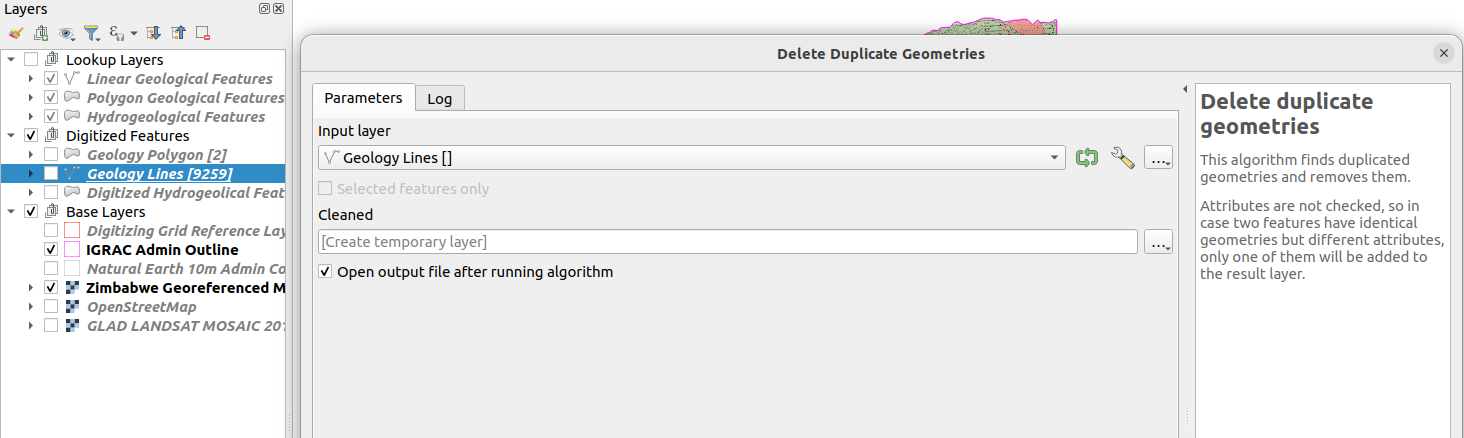 Layers
Lookup Layers
Linear Geological Features
Polygon Geological Features
Hydrogeological Features
Digitized Features
Geology Polygon [2]
Geology Lines [9259]
Digitized Hydrogeolical Feat
Base Layers
Digitizing Grid Reference Lay
IGRAC Admin Outline
Natural Earth 10m Admin Co
Zimbabwe Georeferenced M
OpenStreetMap
GLAD LANDSAT MOSAIC 201
Delete Duplicate Geometries
Parameters
Log
Input layer
Geology Lines []
...
Selected features only
Cleaned
[Create temporary layer]
...
Open output file after running algorithm
Delete duplicate
geometries
This algorithm finds duplicated
geometries and removes them.
Attributes are not checked, so in
case two features have identical
geometries but different attributes,
only one of them will be added to
the result layer.